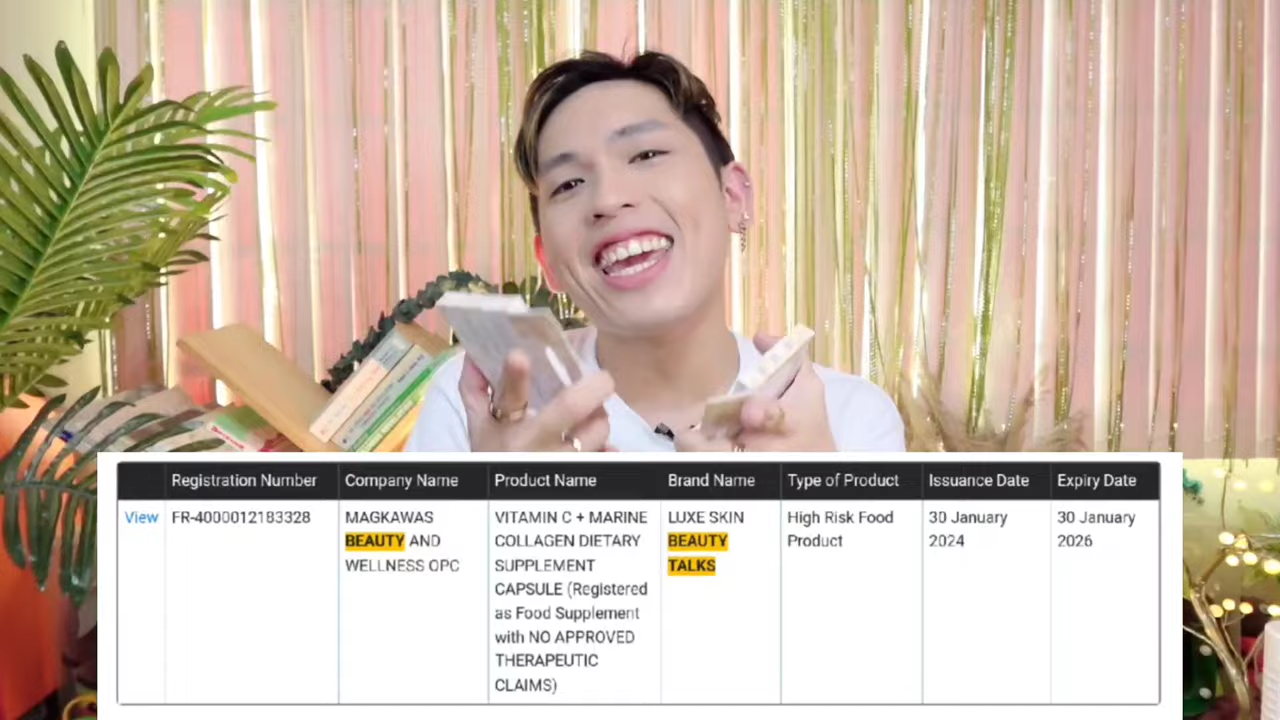 Registration Number
Company Name
Product Name
Brand Name
Type of Product
Issuance Date
Expiry Date
View
FR-4000012183328
MAGKAWAS
BEAUTY AND
WELLNESS OPC
VITAMIN C + MARINE
COLLAGEN DIETARY
SUPPLEMENT
CAPSULE (Registered
as Food Supplement
with NO APPROVED
THERAPEUTIC
CLAIMS)
LUXE SKIN
BEAUTY
TALKS
High Risk Food
Product
30 January
2024
30 January
2026